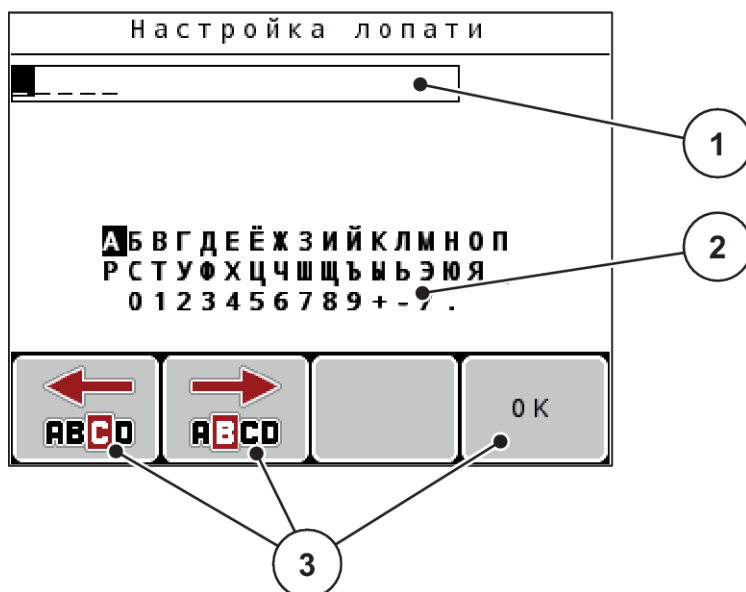 Настройка лопати
_ _ _ _
1
АБВГДЕЁЖЗИЙКЛМНОП
РСТУФХЦЧШЩЪЫЬЭЮЯ
0123456789+-/.
2
ABCD
ABCD
OK
3